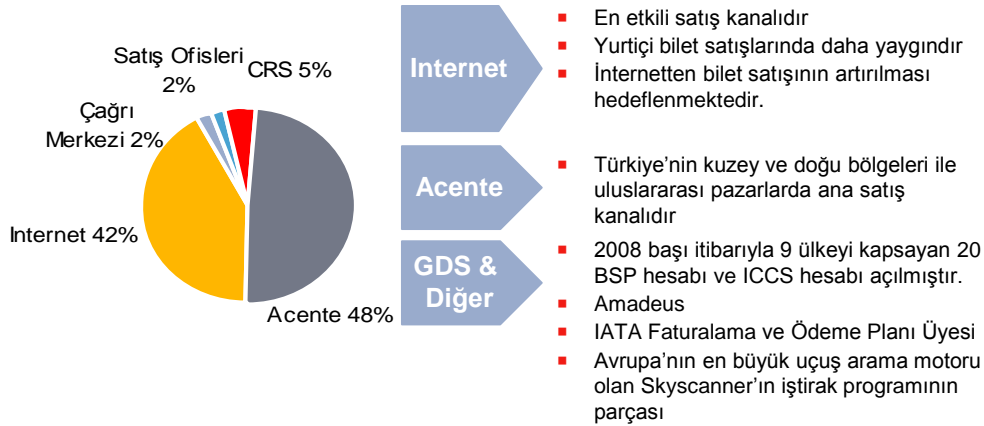 Satış Ofisleri
2%
CRS 5%
Çağrı
Merkezi 2%
Internet 42%
Acente 48%
Internet
En etkili satış kanalıdır
Yurtiçi bilet satışlarında daha yaygındır
İnternetten bilet satışının artırılması
hedeflenmektedir.
Acente
Türkiye’nin kuzey ve doğu bölgeleri ile
uluslararası pazarlarda ana satış
kanalıdır
GDS &
Diğer
2008 başı itibarıyla 9 ülkeyi kapsayan 20
BSP hesabı ve ICCS hesabı açılmıştır.
Amadeus
IATA Faturalama ve Ödeme Planı Üyesi
Avrupa’nın en büyük uçuş arama motoru
olan Skyscanner’ın iştirak programının
parçası